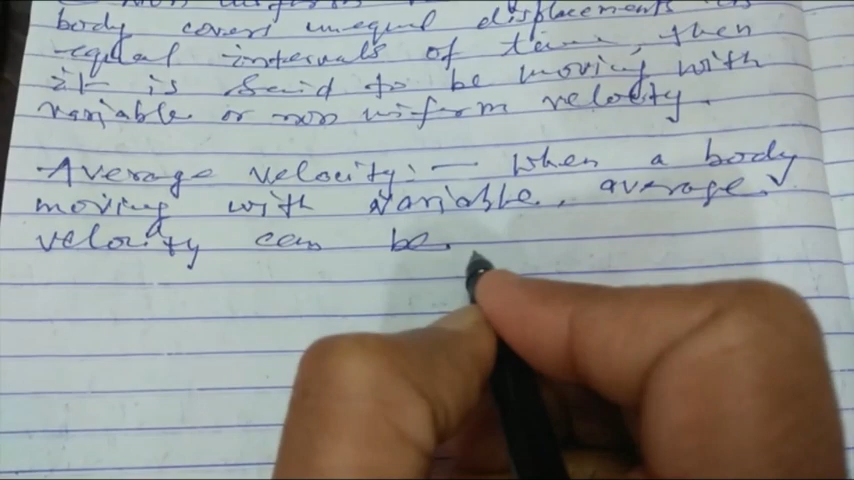 body covers unequal displacements in
equal intervals of time, then
it is said to be moving with
variable or non uniform velocity.
Average velocity: - When a body
moving with variable, average
velocity can be